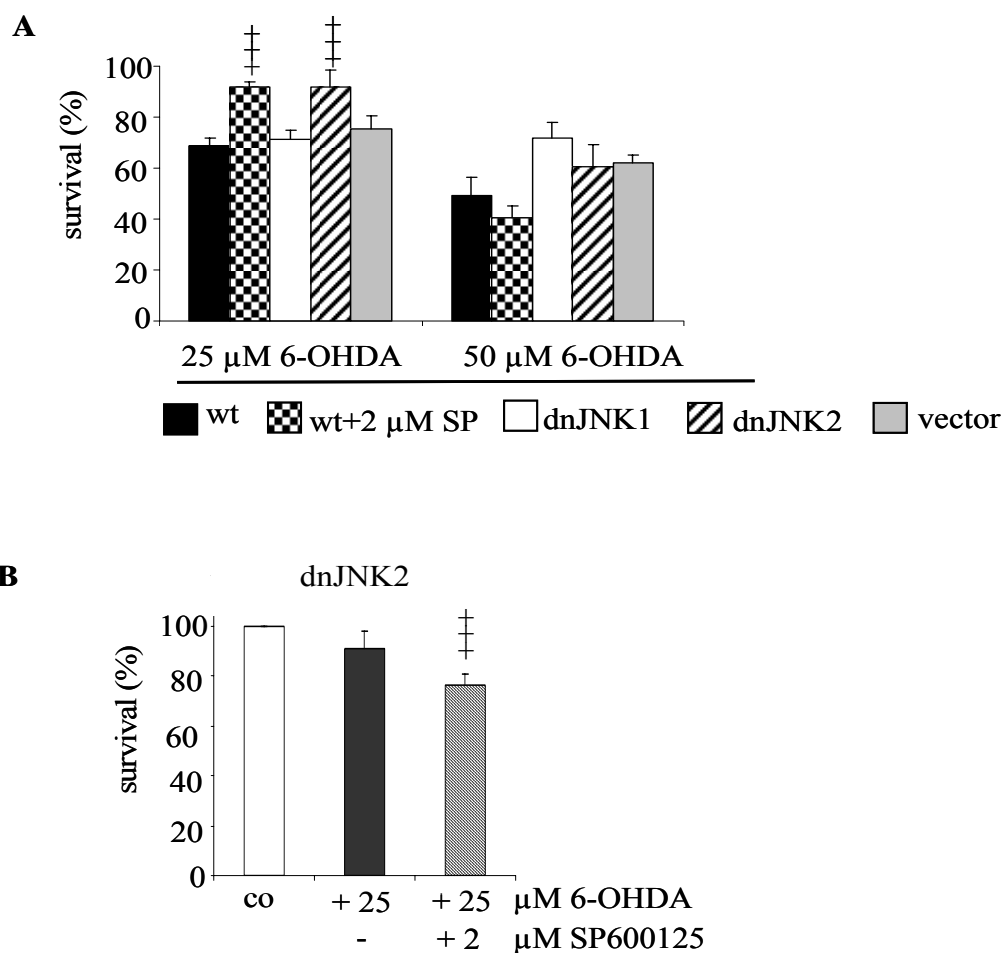 A
‡ ‡
survival (%)
100
80
60
40
20
0
25 µM 6-OHDA 50 µM 6-OHDA
wt wt+2 µM SP dnJNK1 dnJNK2 vector
B
dnJNK2
survival (%)
100
80
60
40
20
0
‡
co + 25 + 25 µM 6-OHDA
- + 2 µM SP600125